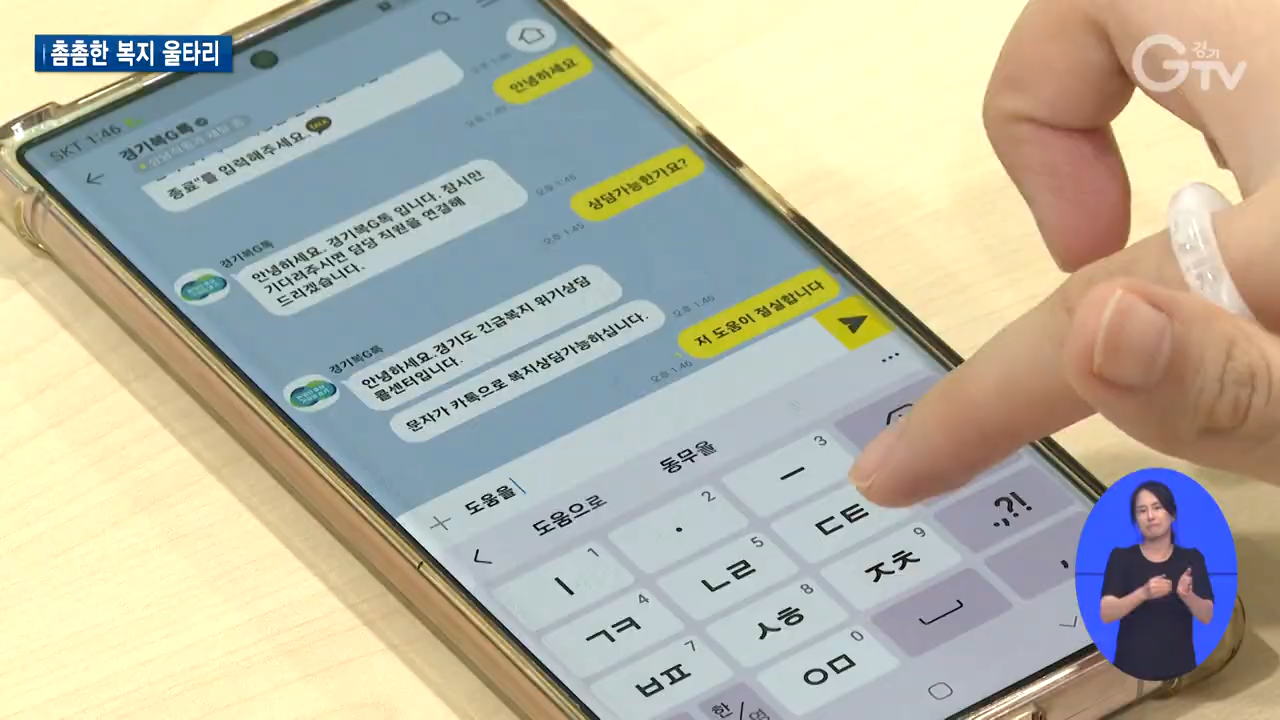 촘촘한 복지 울타리
경기
GTV
SKT 1:46
경기복G톡
안녕하세요
종료"를 입력해주세요.
TALK
오후 1:45
상담가능한가요?
오후 1:45
경기복G톡
안녕하세요. 경기복G톡 입니다. 잠시만
기다려주시면 담당 직원을 연결해
드리겠습니다.
오후 1:46
저 도움이 절실합니다
오후 1:46
경기복G톡
안녕하세요.경기도 긴급복지 위기상담
콜센터입니다.
문자가 카톡으로 복지상담가능하십니다.
오후 1:46
도움을
도움으로
동무을
ㅣ 1
· 2
ㅡ 3
ㄱㅋ 4
ㄴㄹ 5
ㄷㅌ
.,?!
ㅂㅍ 7
ㅅㅎ 8
ㅈㅊ 9
,
한/영
ㅇㅁ 0